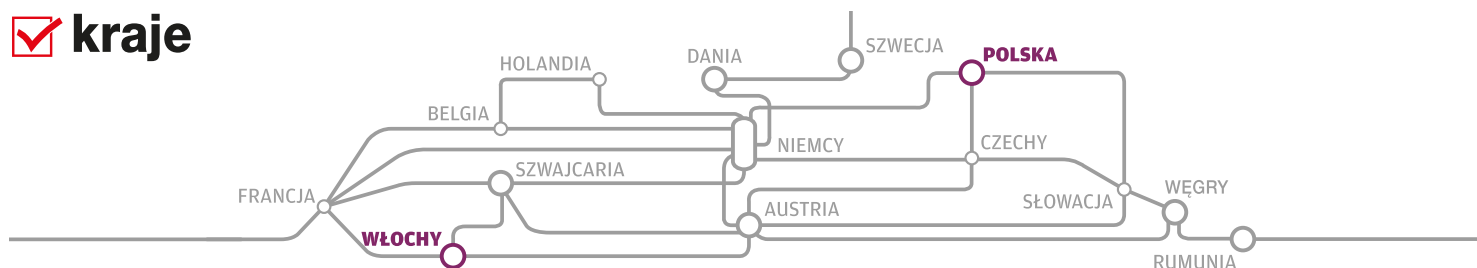 kraje
HOLANDIA
DANIA
SZWECJA
POLSKA
BELGIA
NIEMCY
CZECHY
SZWAJCARIA
FRANCJA
WŁOCHY
AUSTRIA
SŁOWACJA
WĘGRY
RUMUNIA